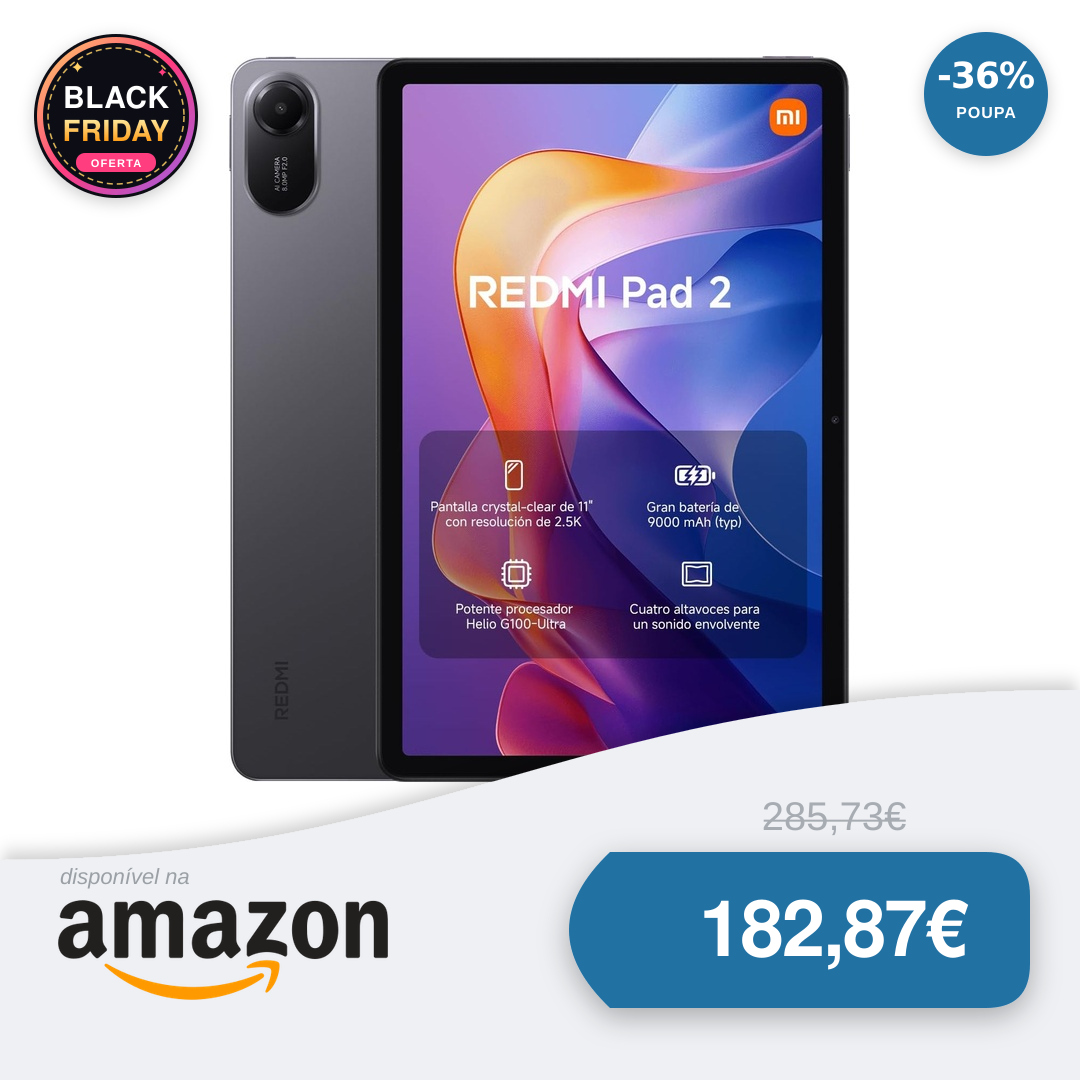 BLACK
FRIDAY
OFERTA
-36%
POUPA
AI CAMERA
8.0MP F2.0
mi
REDMI Pad 2
Pantalla crystal-clear de 11"
con resolución de 2.5K
Gran batería de
9000 mAh (typ)
Potente procesador
Helio G100-Ultra
Cuatro altavoces para
un sonido envolvente
REDMI
285,73€
disponível na
amazon
182,87€